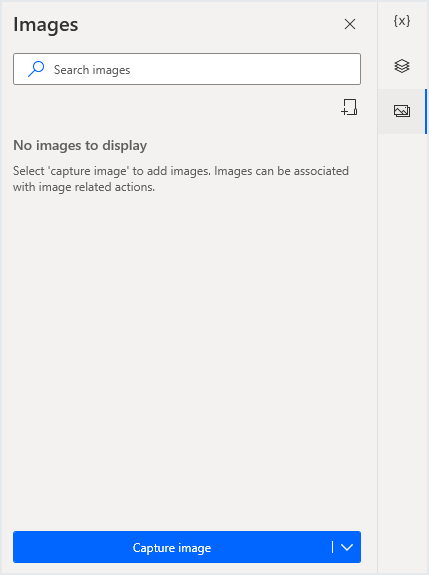 Images
{x}
Search images
No images to display
Select 'capture image' to add images. Images can be associated
with image related actions.
Capture image